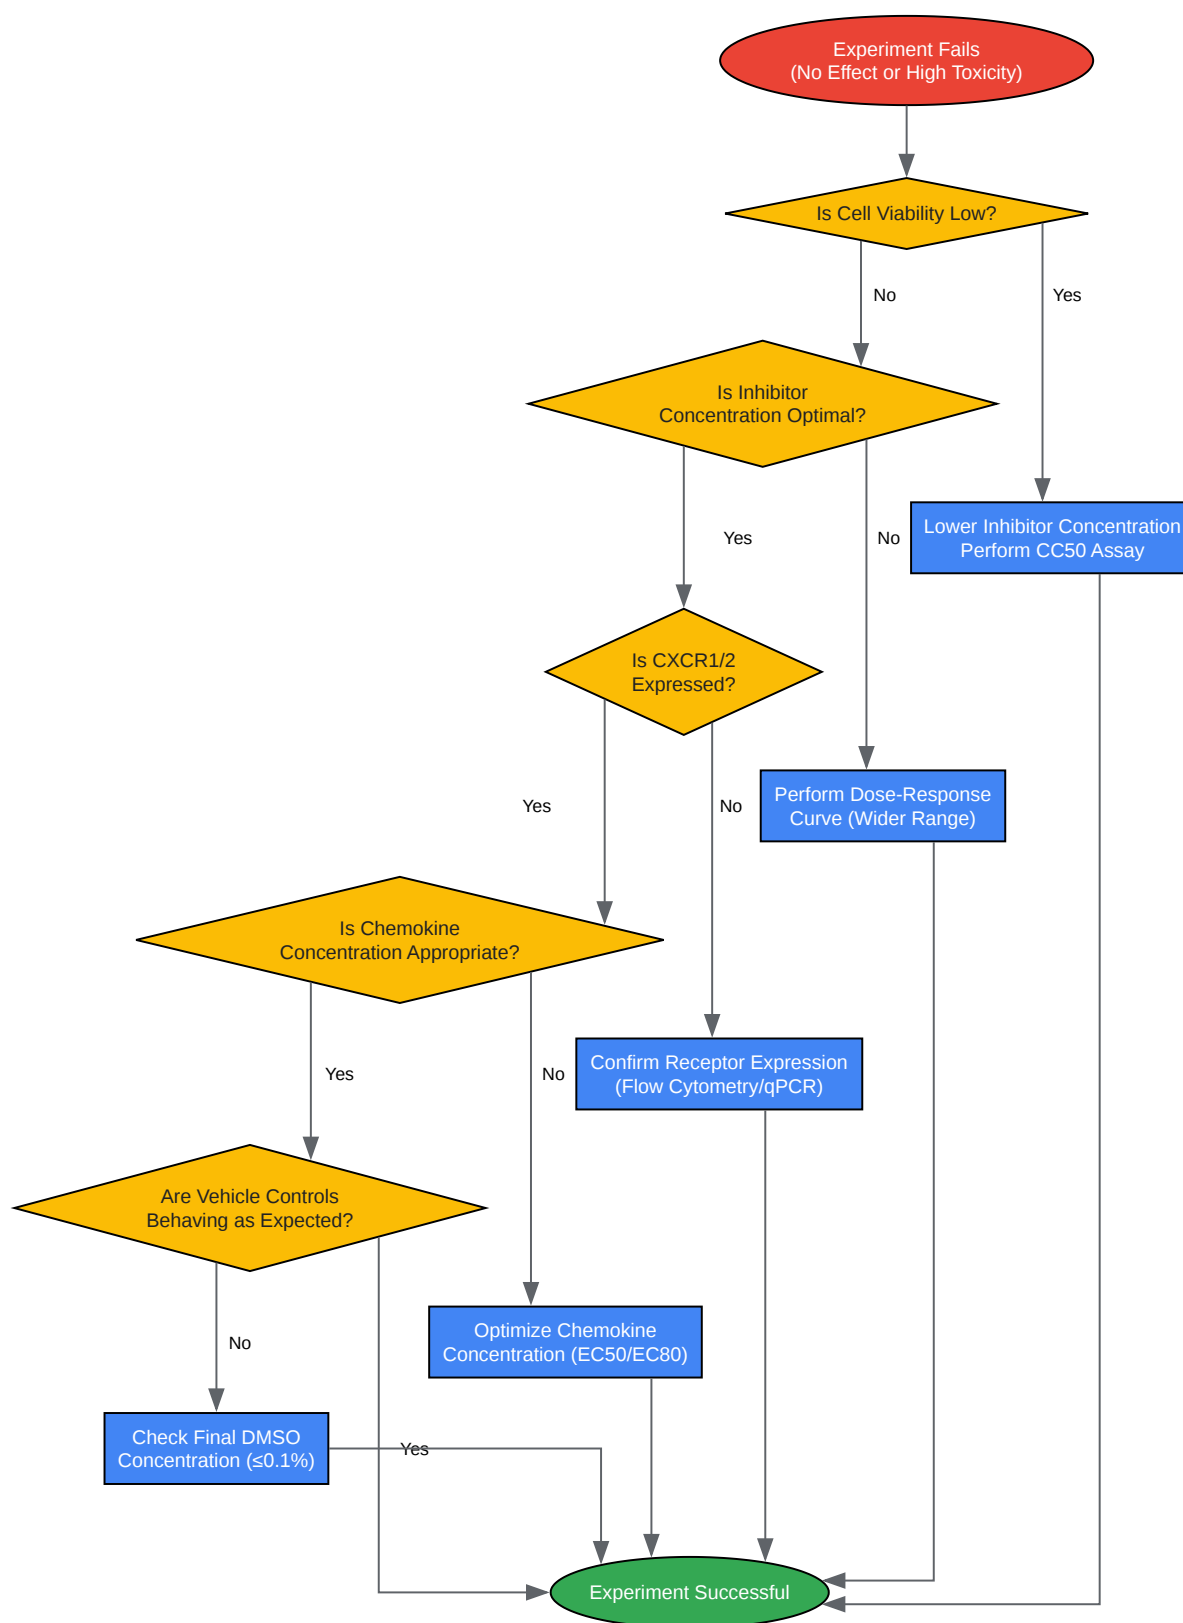 Experiment Fails
(No Effect or High Toxicity)
Is Cell Viability Low?
No
Yes
Is Inhibitor
Concentration Optimal?
Lower Inhibitor Concentration
Perform CC50 Assay
Yes
No
Is CXCR1/2
Expressed?
Perform Dose-Response
Curve (Wider Range)
Yes
No
Is Chemokine
Concentration Appropriate?
Confirm Receptor Expression
(Flow Cytometry/qPCR)
Yes
No
Are Vehicle Controls
Behaving as Expected?
Optimize Chemokine
Concentration (EC50/EC80)
No
Check Final DMSO
Concentration (≤0.1%)
Yes
Experiment Successful